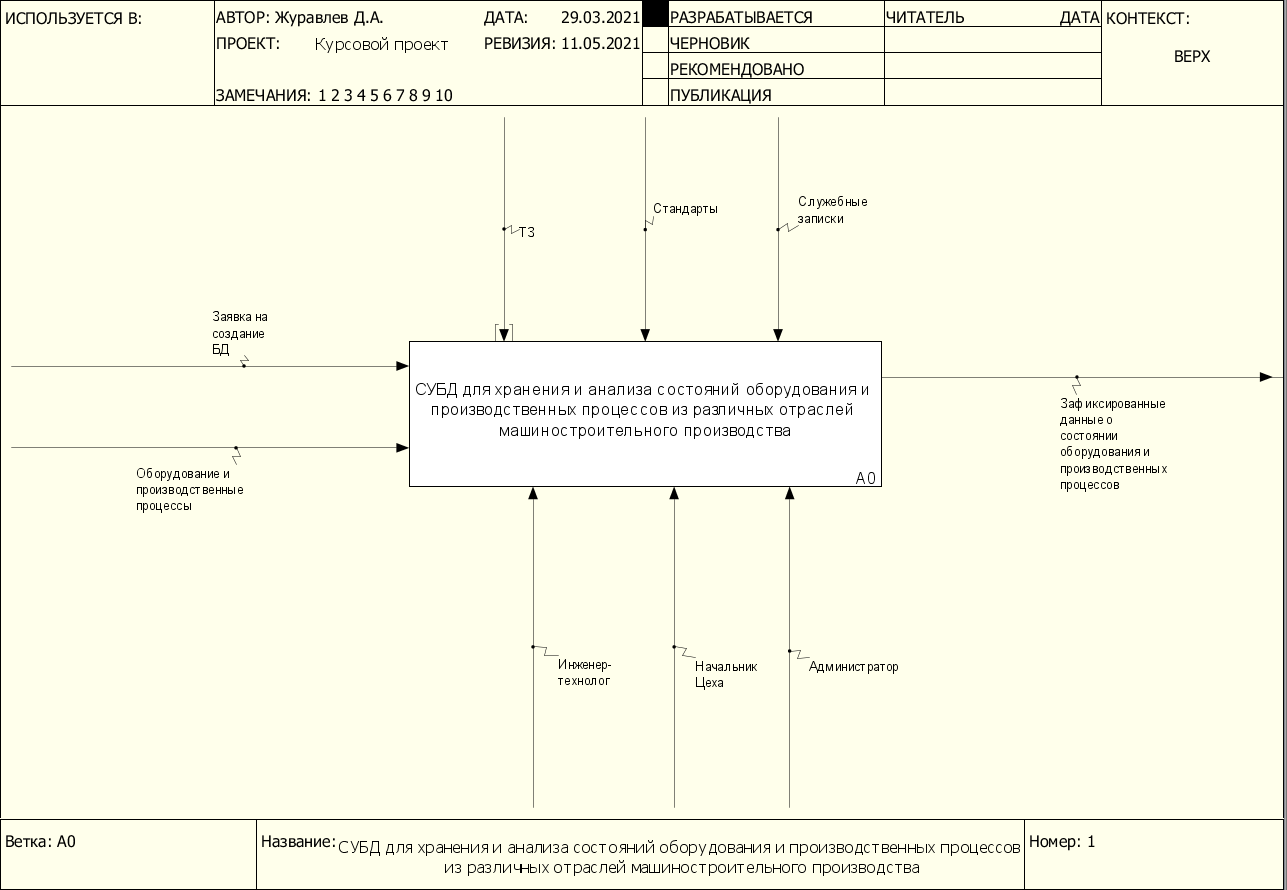 ИСПОЛЬЗУЕТСЯ В:
АВТОР: Журавлев Д.А.
ДАТА: 29.03.2021
ПРОЕКТ: Курсовой проект
РЕВИЗИЯ: 11.05.2021
ЗАМЕЧАНИЯ: 1 2 3 4 5 6 7 8 9 10
РАЗРАБАТЫВАЕТСЯ
ЧЕРНОВИК
РЕКОМЕНДОВАНО
ПУБЛИКАЦИЯ
ЧИТАТЕЛЬ
ДАТА
КОНТЕКСТ:
ВЕРХ
ТЗ
Стандарты
Служебные
записки
Заявка на
создание
БД
Оборудование и
производственные
процессы
СУБД для хранения и анализа состояний оборудования и
производственных процессов из различных отраслей
машиностроительного производства
A0
Зафиксированные
данные о
состоянии
оборудования и
производственных
процессов
Инженер-
технолог
Начальник
Цеха
Администратор
Ветка: A0
Название: СУБД для хранения и анализа состояний оборудования и производственных процессов
из различных отраслей машиностроительного производства
Номер: 1